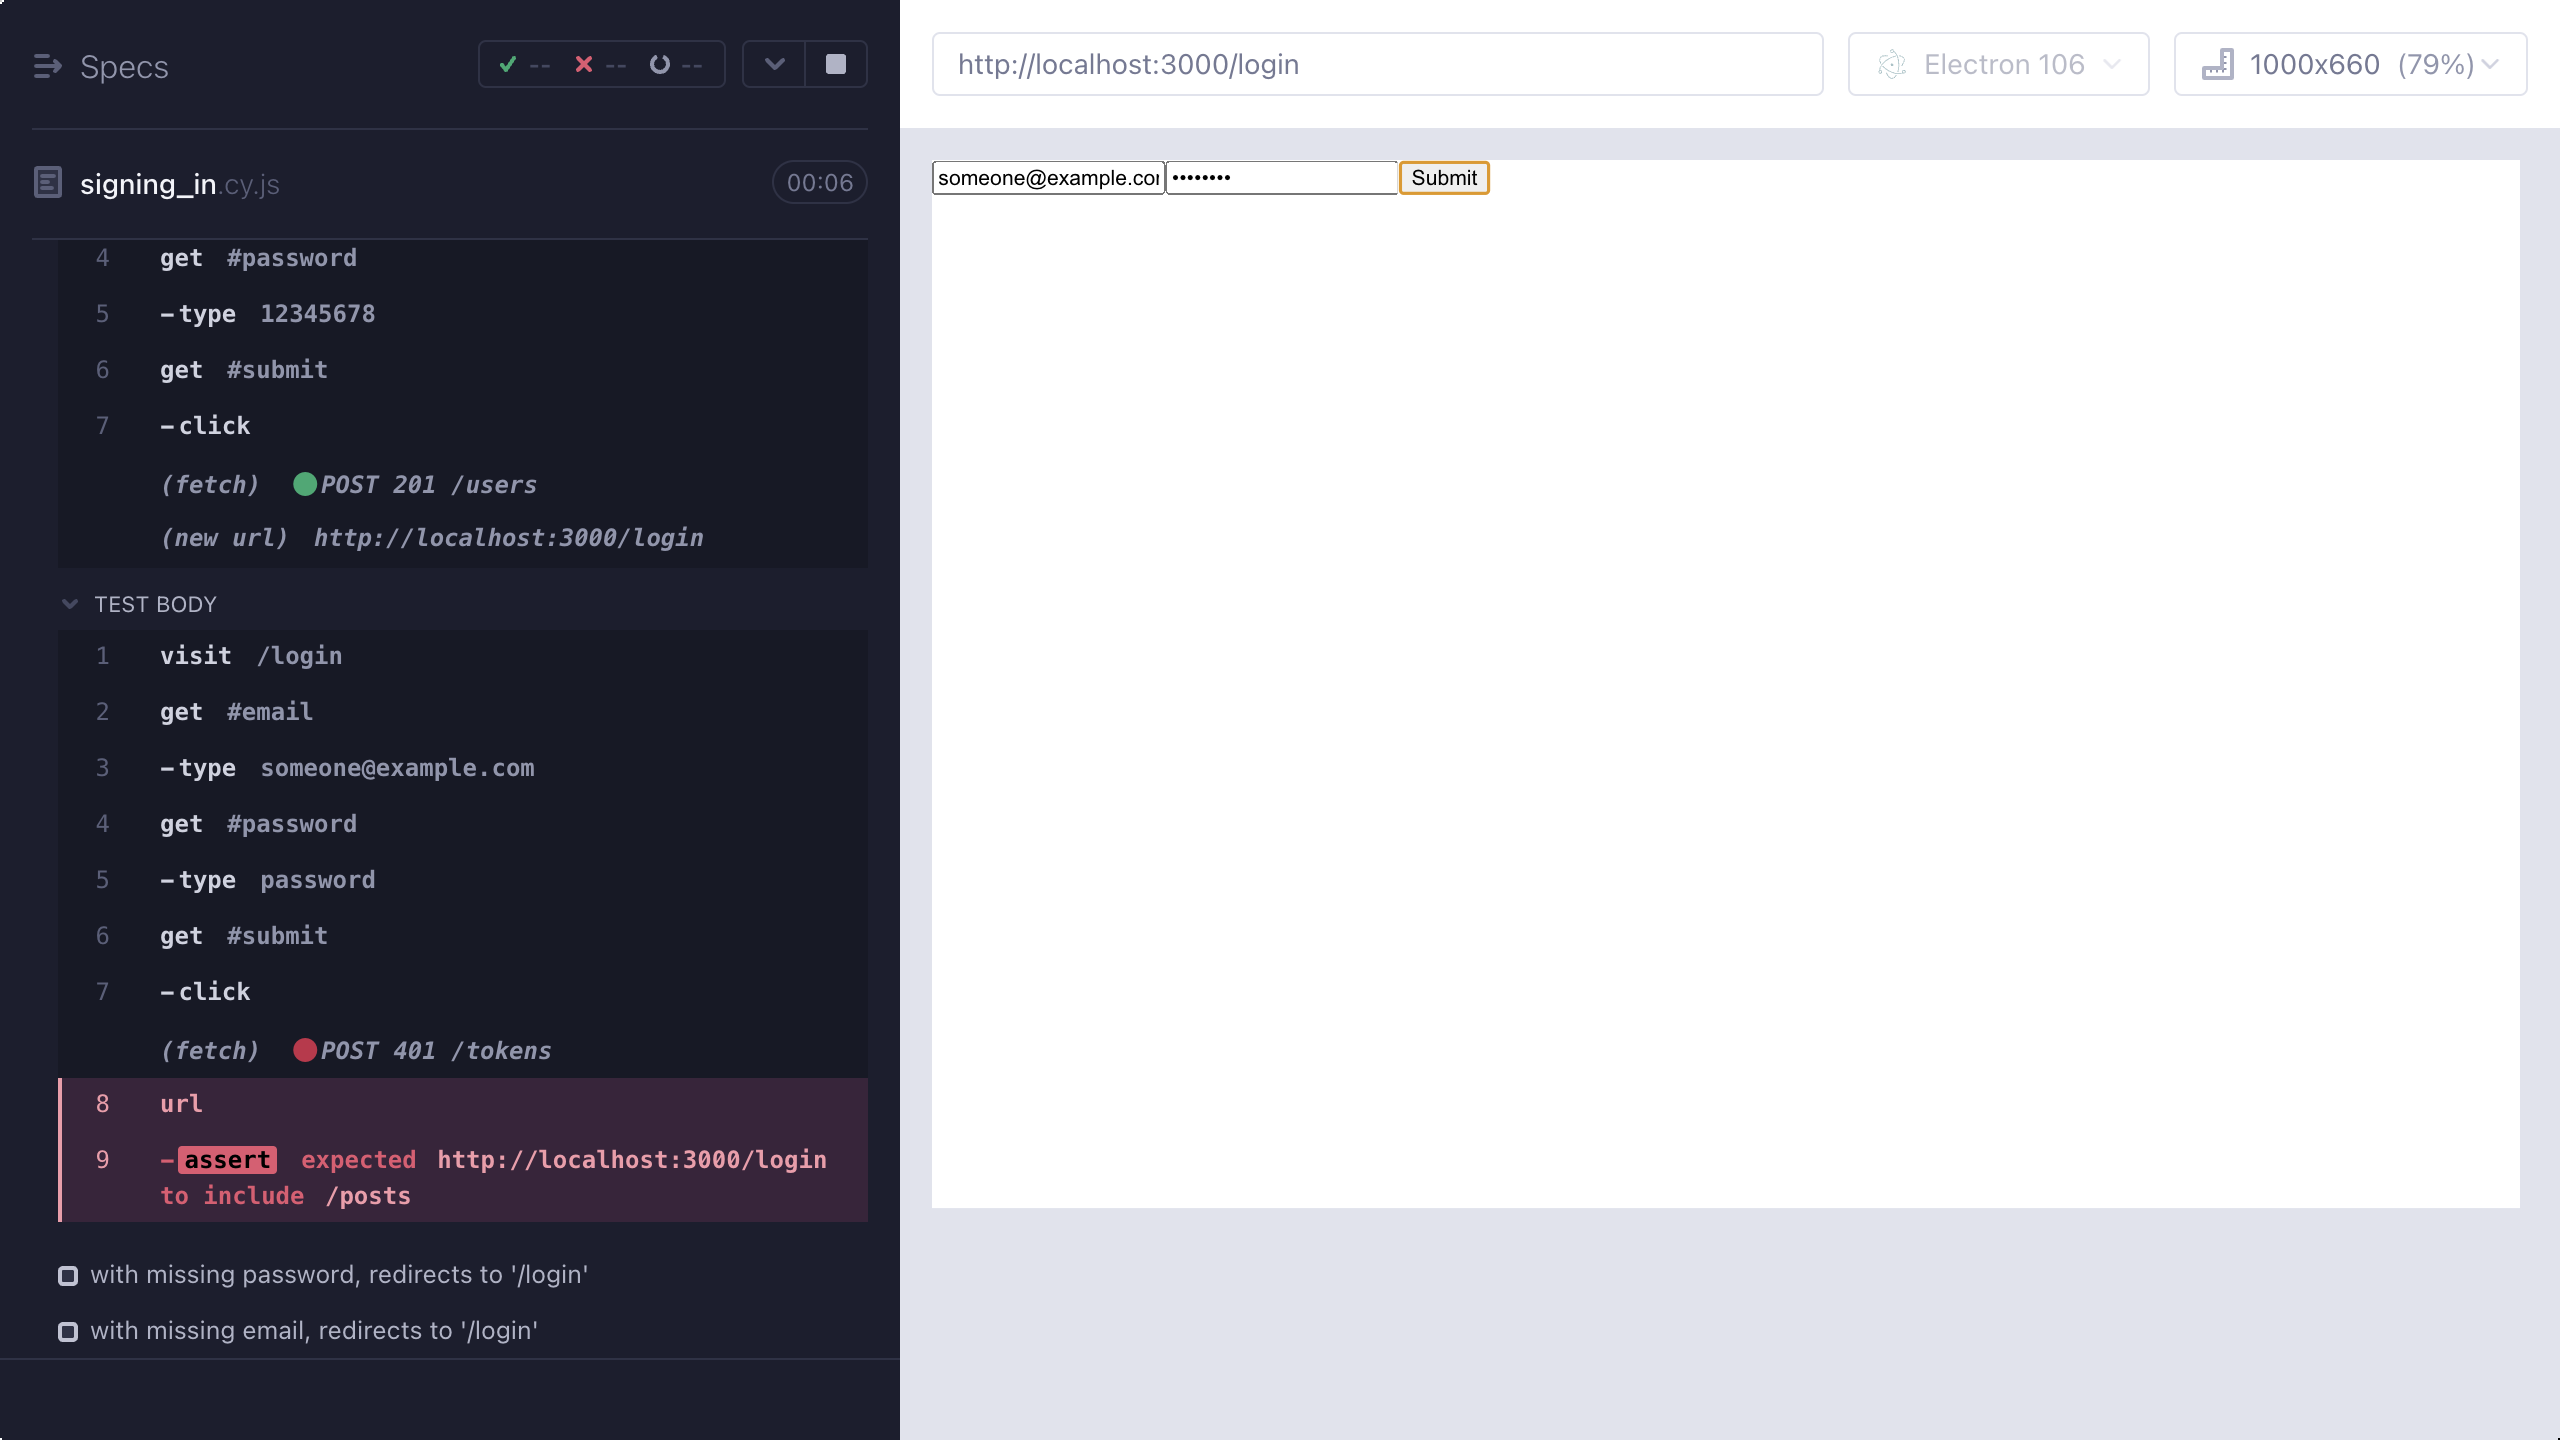 Specs
-- -- --
signing_in.cy.js 00:06
4 get #password
5 -type 12345678
6 get #submit
7 -click
(fetch) POST 201 /users
(new url) http://localhost:3000/login
TEST BODY
1 visit /login
2 get #email
3 -type someone@example.com
4 get #password
5 -type password
6 get #submit
7 -click
(fetch) POST 401 /tokens
8 url
9 -assert expected http://localhost:3000/login
to include /posts
with missing password, redirects to '/login'
with missing email, redirects to '/login'
http://localhost:3000/login
Electron 106
1000x660 (79%)
someone@example.cor •••••••• Submit